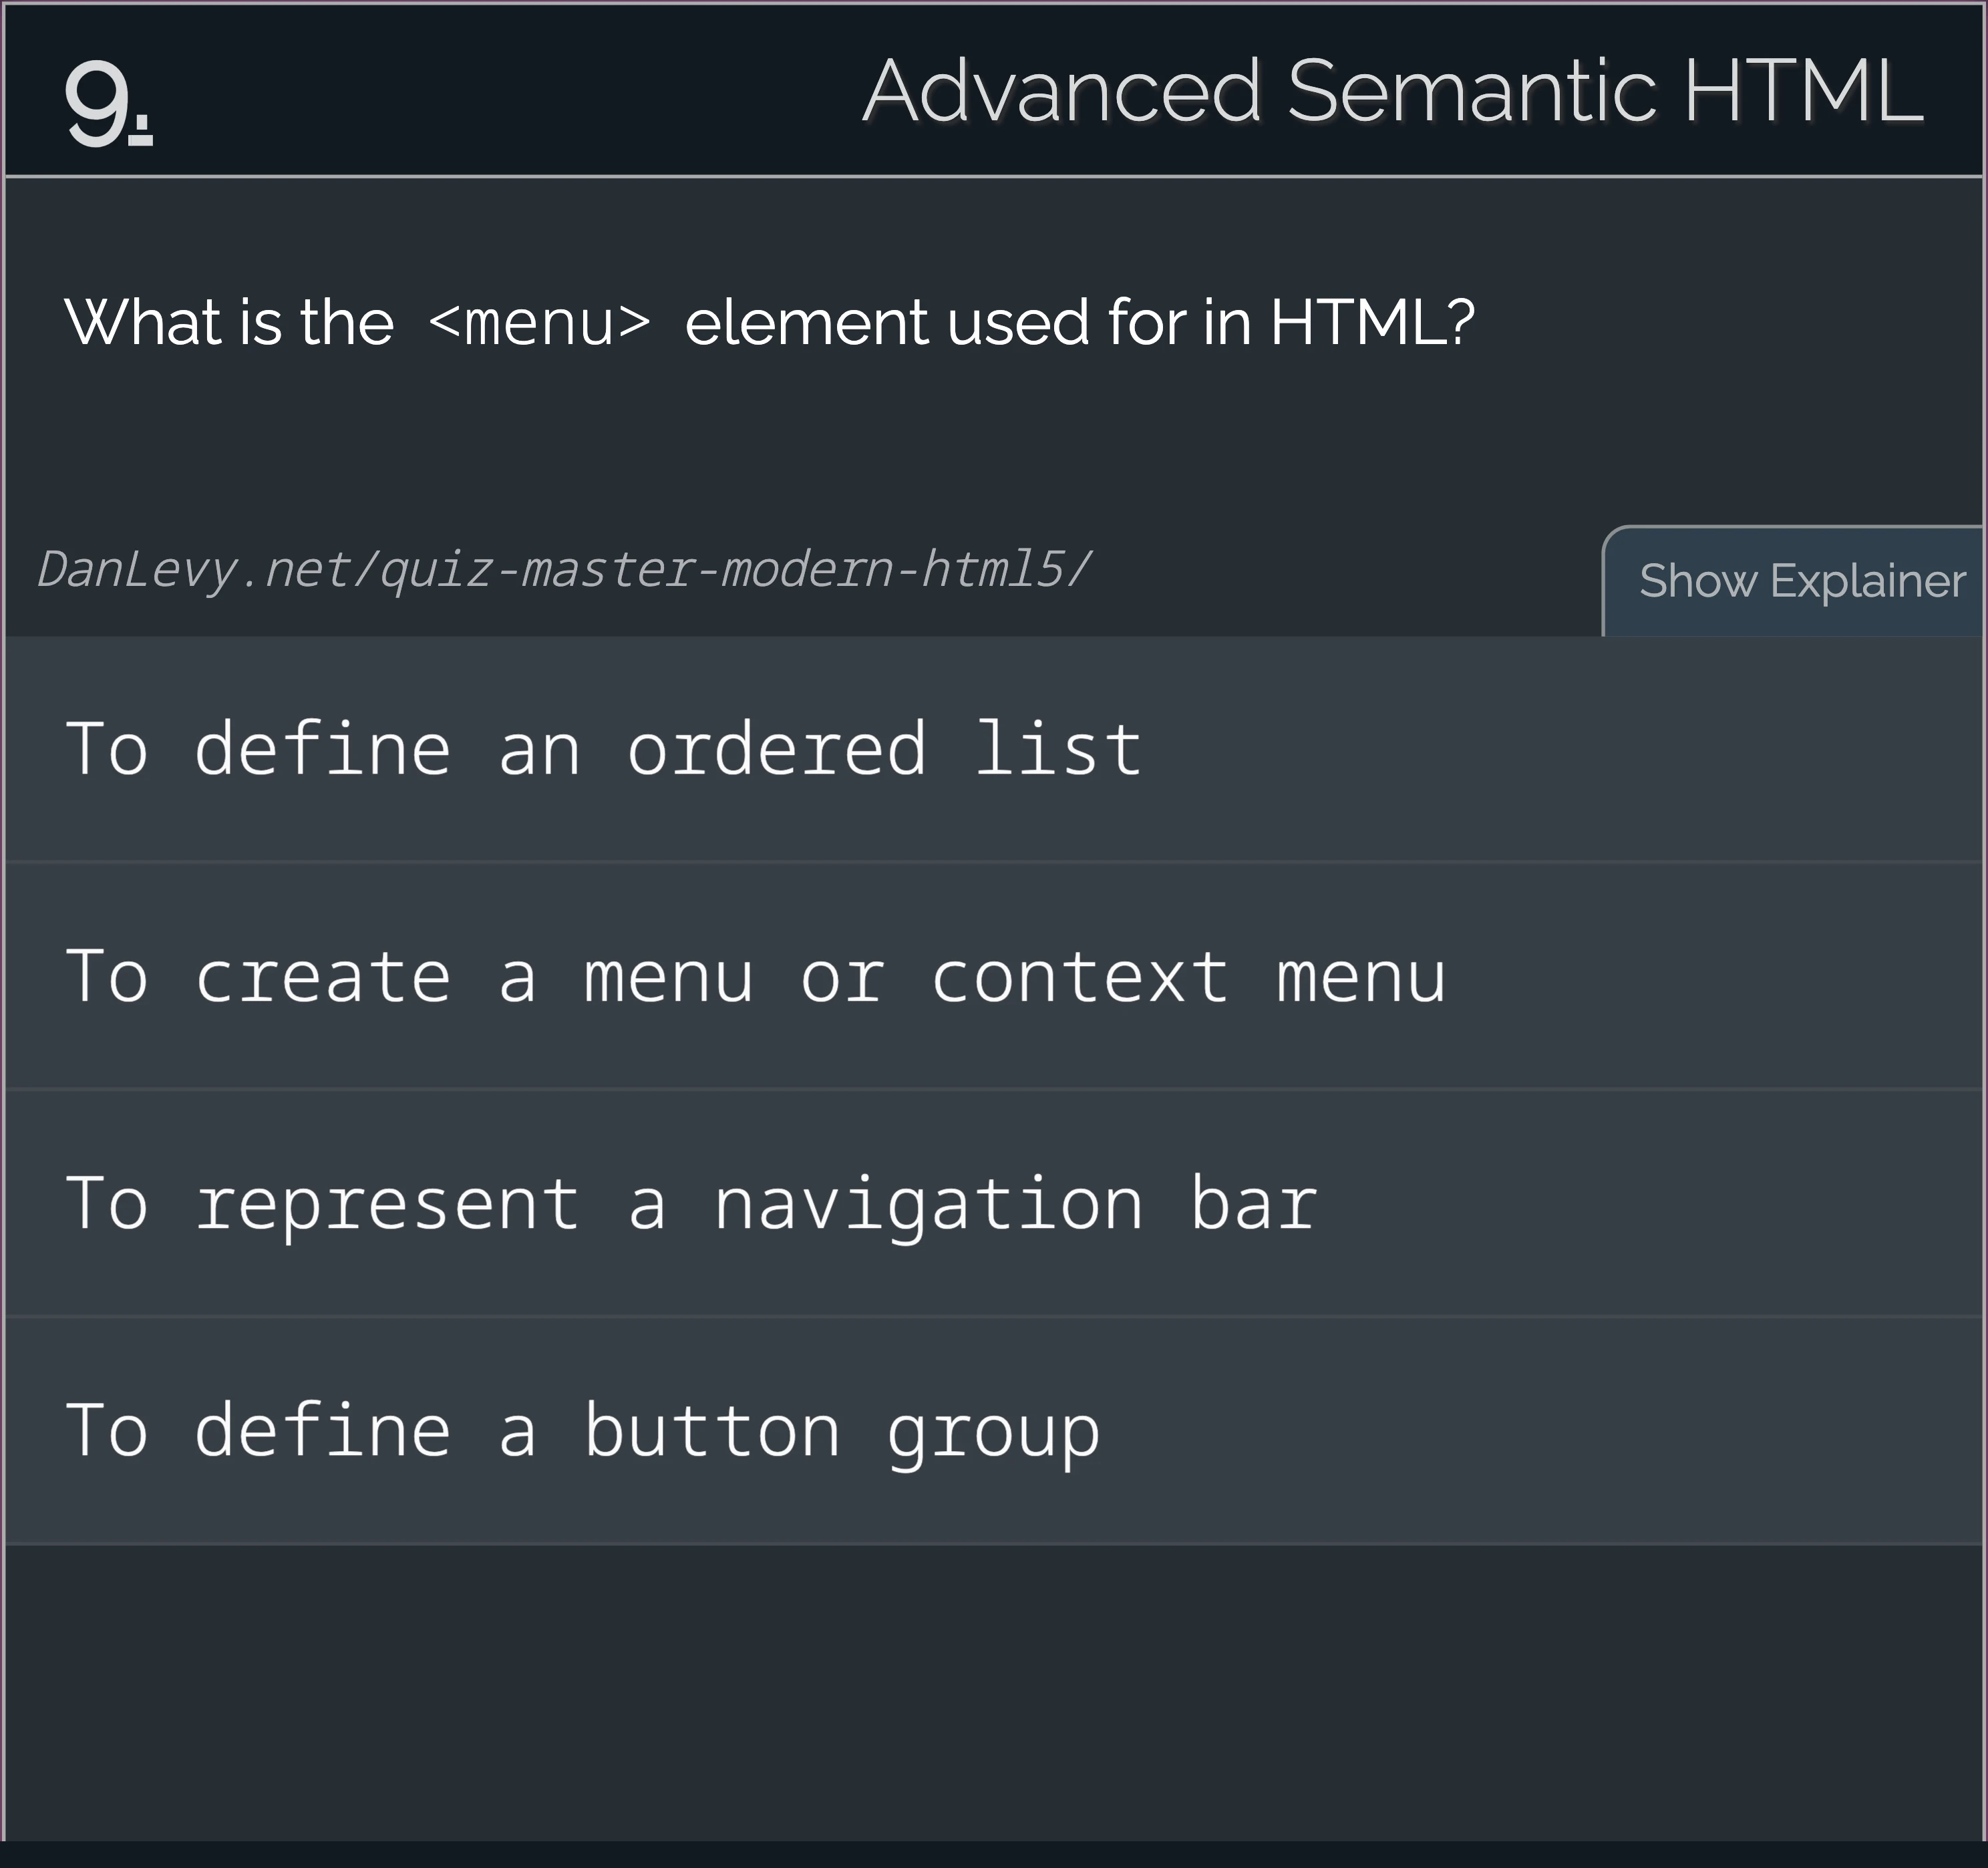 9.
Advanced Semantic HTML
What is the <menu> element used for in HTML?
DanLevy.net/quiz-master-modern-html5/
Show Explainer
To define an ordered list
To create a menu or context menu
To represent a navigation bar
To define a button group